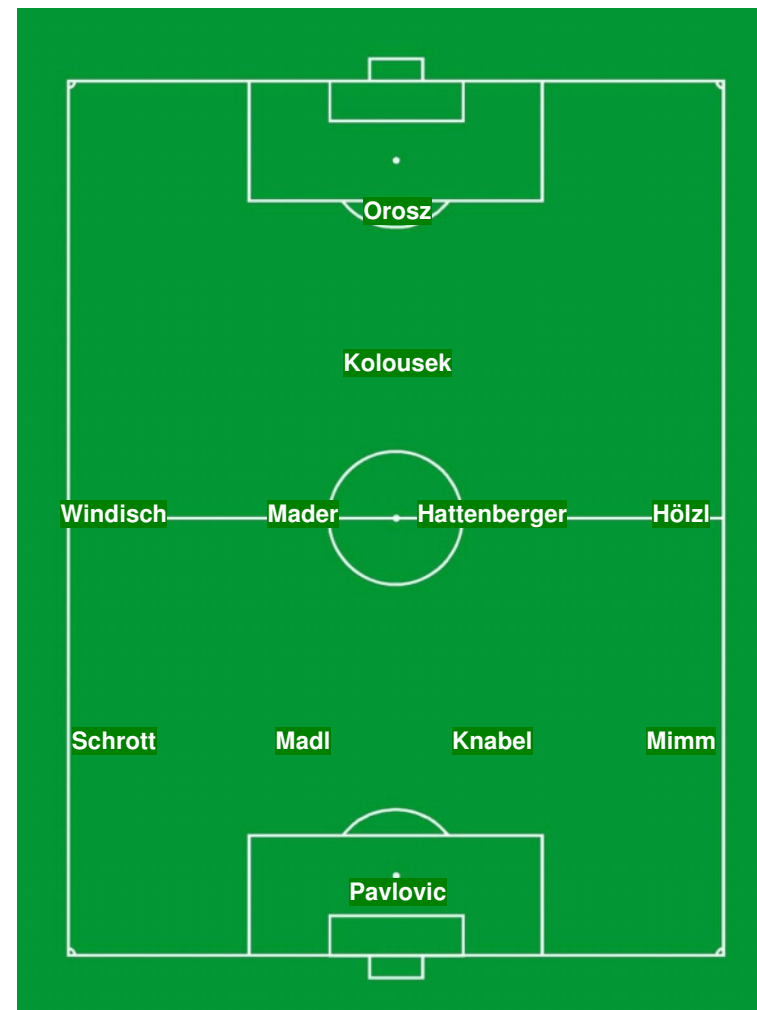 Orosz
Kolousek
Windisch Mader Hattenberger Hölzl
Schrott Madl Knabel Mimm
Pavlovic